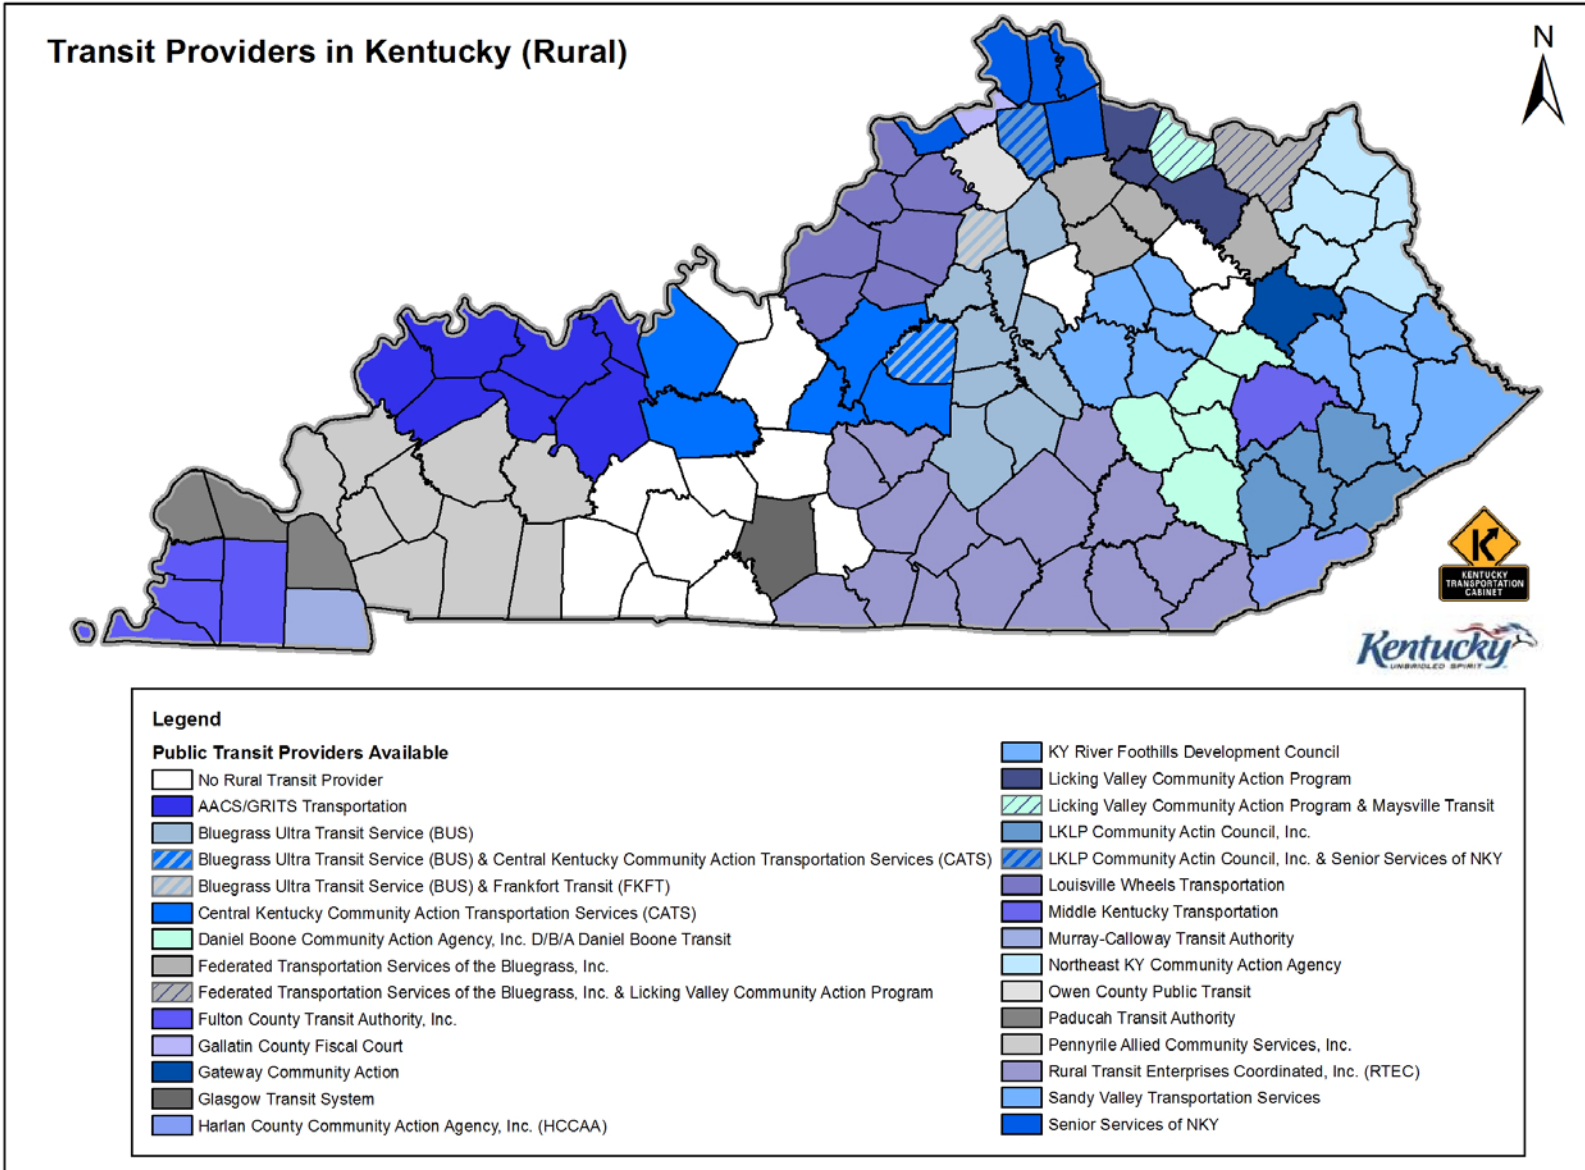 Transit Providers in Kentucky (Rural)
N
KENTUCKY
TRANSPORTATION
CABINET
Kentucky
UNBRIDLED SPIRIT
Legend
Public Transit Providers Available
No Rural Transit Provider
AACS/GRITS Transportation
Bluegrass Ultra Transit Service (BUS)
Bluegrass Ultra Transit Service (BUS) & Central Kentucky Community Action Transportation Services (CATS)
Bluegrass Ultra Transit Service (BUS) & Frankfort Transit (FKFT)
Central Kentucky Community Action Transportation Services (CATS)
Daniel Boone Community Action Agency, Inc. D/B/A Daniel Boone Transit
Federated Transportation Services of the Bluegrass, Inc.
Federated Transportation Services of the Bluegrass, Inc. & Licking Valley Community Action Program
Fulton County Transit Authority, Inc.
Gallatin County Fiscal Court
Gateway Community Action
Glasgow Transit System
Harlan County Community Action Agency, Inc. (HCCAA)
KY River Foothills Development Council
Licking Valley Community Action Program
Licking Valley Community Action Program & Maysville Transit
LKLP Community Actin Council, Inc.
LKLP Community Actin Council, Inc. & Senior Services of NKY
Louisville Wheels Transportation
Middle Kentucky Transportation
Murray-Calloway Transit Authority
Northeast KY Community Action Agency
Owen County Public Transit
Paducah Transit Authority
Pennyrile Allied Community Services, Inc.
Rural Transit Enterprises Coordinated, Inc. (RTEC)
Sandy Valley Transportation Services
Senior Services of NKY